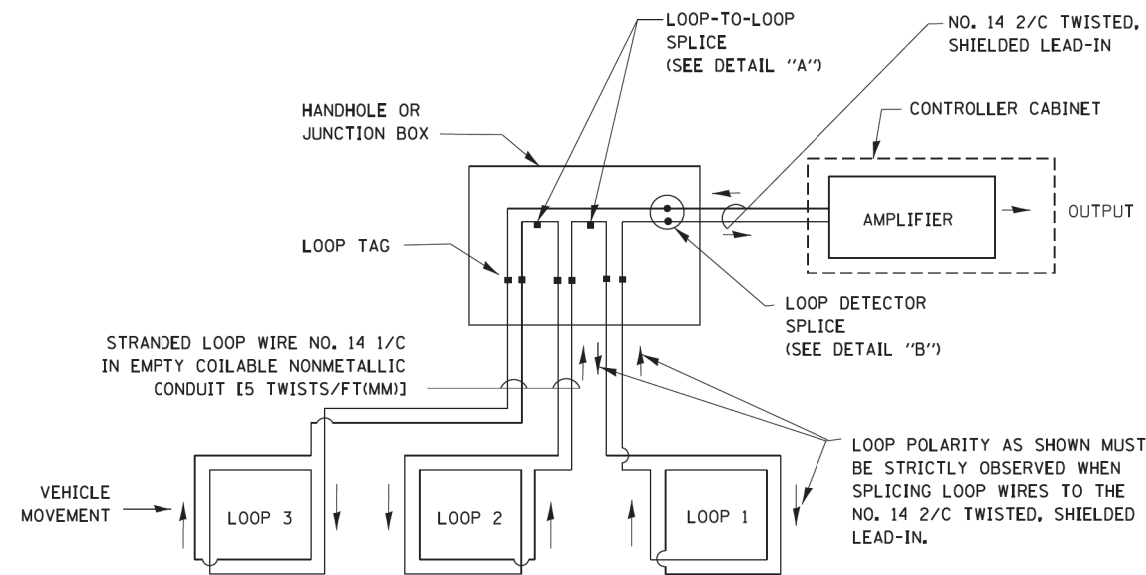 LOOP-TO-LOOP
SPLICE
(SEE DETAIL "A")
NO. 14 2/C TWISTED,
SHIELDED LEAD-IN
HANDHOLE OR
JUNCTION BOX
CONTROLLER CABINET
AMPLIFIER
OUTPUT
LOOP TAG
LOOP DETECTOR
SPLICE
(SEE DETAIL "B")
STRANDED LOOP WIRE NO. 14 1/C
IN EMPTY COILABLE NONMETALLIC
CONDUIT [5 TWISTS/FT(MM)]
LOOP POLARITY AS SHOWN MUST
BE STRICTLY OBSERVED WHEN
SPLICING LOOP WIRES TO THE
NO. 14 2/C TWISTED, SHIELDED
LEAD-IN.
VEHICLE
MOVEMENT
LOOP 3
LOOP 2
LOOP 1